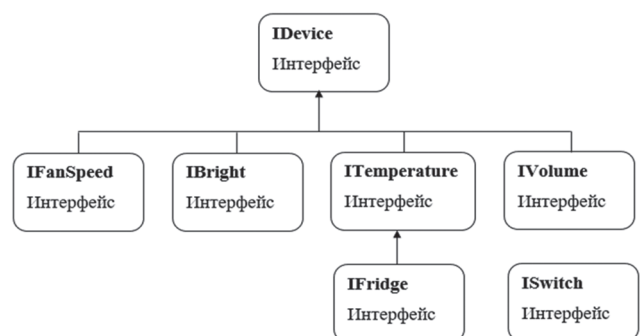 IDevice
Интерфейс
IFanSpeed
Интерфейс
IBright
Интерфейс
ITemperature
Интерфейс
IVolume
Интерфейс
IFridge
Интерфейс
ISwitch
Интерфейс